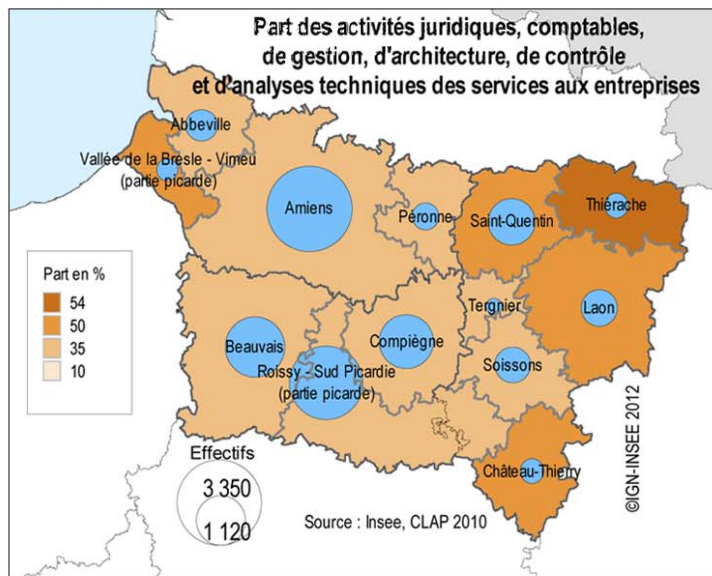 Part des activités juridiques, comptables,
de gestion, d'architecture, de contrôle
et d'analyses techniques des services aux entreprises
Abbeville
Vallée de la Bresle - Vimeu
(partie picarde)
Amiens
Péronne
Saint-Quentin
Thiérache
Part en %
54
50
35
10
Tergnier
Laon
Beauvais
Compiègne
Roissy - Sud Picardie
(partie picarde)
Soissons
Château-Thierry
Effectifs
3 350
1 120
Source : Insee, CLAP 2010
©IGN-INSEE 2012